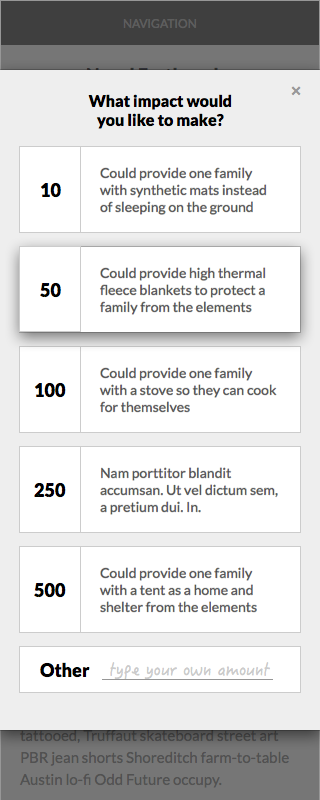 NAVIGATION
×
What impact would
you like to make?
10
Could provide one family
with synthetic mats instead
of sleeping on the ground
50
Could provide high thermal
fleece blankets to protect a
family from the elements
100
Could provide one family
with a stove so they can cook
for themselves
250
Nam porttitor blandit
accumsan. Ut vel dictum sem,
a pretium dui. In.
500
Could provide one family
with a tent as a home and
shelter from the elements
Other type your own amount
tattooed, Truffaut skateboard street art
PBR jean shorts Shoreditch farm-to-table
Austin lo-fi Odd Future occupy.